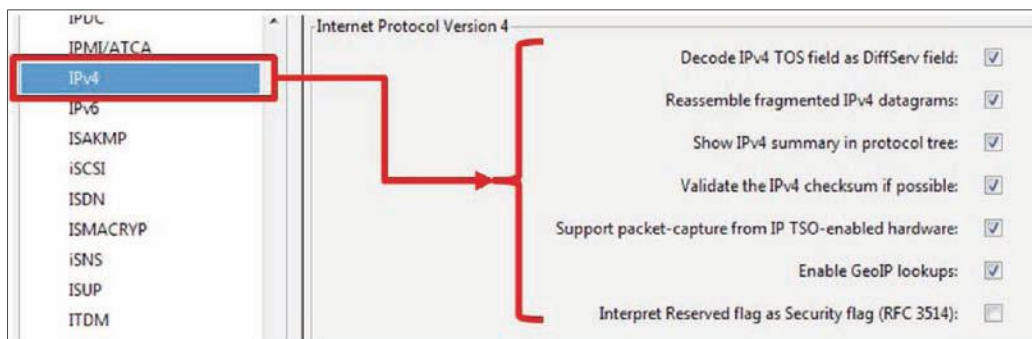 IPDC
IPMI/ATCA
IPv4
IPv6
ISAKMP
iSCSI
ISDN
ISMACRYP
iSNS
ISUP
ITDM
Internet Protocol Version 4
Decode IPv4 TOS field as DiffServ field:
Reassemble fragmented IPv4 datagrams:
Show IPv4 summary in protocol tree:
Validate the IPv4 checksum if possible:
Support packet-capture from IP TSO-enabled hardware:
Enable GeoIP lookups:
Interpret Reserved flag as Security flag (RFC 3514):